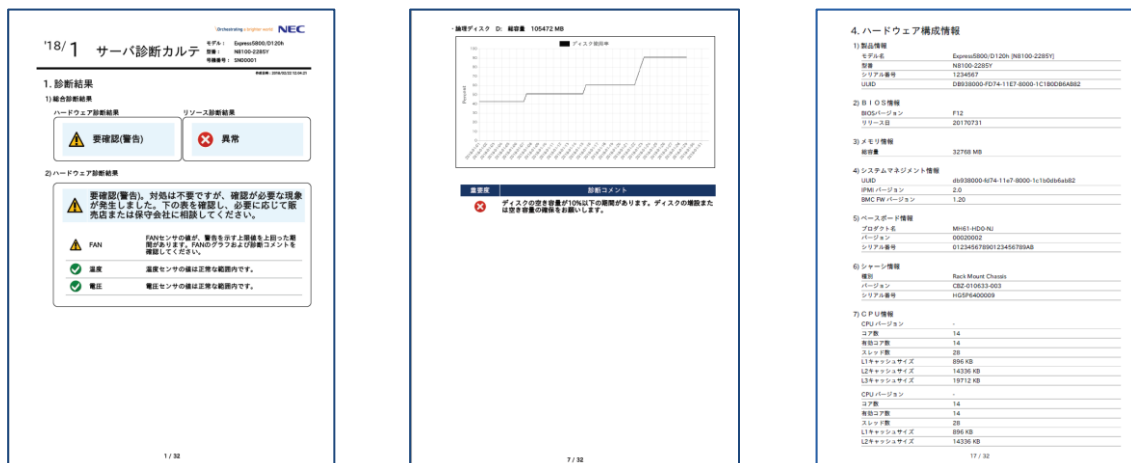 Orchestrating a brighter world NEC
'18/ 1 サーバ診断カルテ
モデル： Express5800/D120h
型番： N8100-2285Y
号機番号： SN00001
1. 診断結果
1) 総合診断結果
ハードウェア診断結果 リソース診断結果
要確認(警告) 異常
2) ハードウェア診断結果
要確認(警告)。対処は不要ですが、確認が必要な現象
が発生しました。下の表を確認し、必要に応じて販
売店または保守会社に相談してください。
FAN
FANセンサの値が、警告を示す上限値を上回った期
間があります。FANのグラフおよび診断コメントを
確認してください。
温度 温度センサの値は正常な範囲内です。
電圧 電圧センサの値は正常な範囲内です。
1 / 32
・論理ディスク D: 総容量 105472 MB
ディスク使用率
100
90
80
70
60
50
40
30
20
10
0
Percent
重要度 診断コメント
ディスクの空き容量が10%以下の期間があります。ディスクの増設また
は空き容量の確保をお願いします。
7 / 32
4. ハードウェア構成情報
1) 製品情報
モデル名 Express5800/D120h [N8100-2285Y]
型番 N8100-2285Y
シリアル番号 1234567
UUID DB938000-FD74-11E7-8000-1C1B0DB6AB82
2) ＢＩＯＳ情報
BIOSバージョン F12
リリース日 20170731
3) メモリ情報
総容量 32768 MB
4) システムマネジメント情報
UUID db938000-fd74-11e7-8000-1c1b0db6ab82
IPMI バージョン 2.0
BMC FW バージョン 1.20
5) ベースボード情報
プロダクト名 MH61-HD0-NJ
バージョン 00020002
シリアル番号 01234567890123456789AB
6) シャーシ情報
種別 Rack Mount Chassis
バージョン CBZ-010633-003
シリアル番号 HG5P6400009
7) ＣＰＵ情報
CPU バージョン -
コア数 14
有効コア数 14
スレッド数 28
L1キャッシュサイズ 896 KB
L2キャッシュサイズ 14336 KB
L3キャッシュサイズ 19712 KB
CPU バージョン -
コア数 14
有効コア数 14
スレッド数 28
L1キャッシュサイズ 896 KB
L2キャッシュサイズ 14336 KB
17 / 32